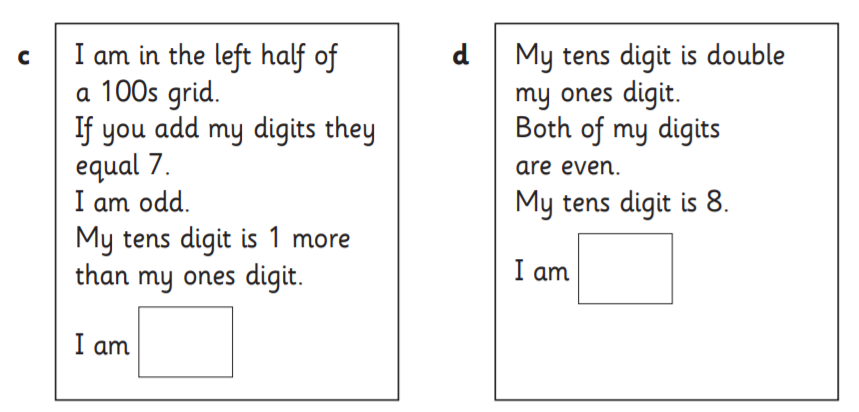 c
I am in the left half of
a 100s grid.
If you add my digits they
equal 7.
I am odd.
My tens digit is 1 more
than my ones digit.
I am
d
My tens digit is double
my ones digit.
Both of my digits
are even.
My tens digit is 8.
I am